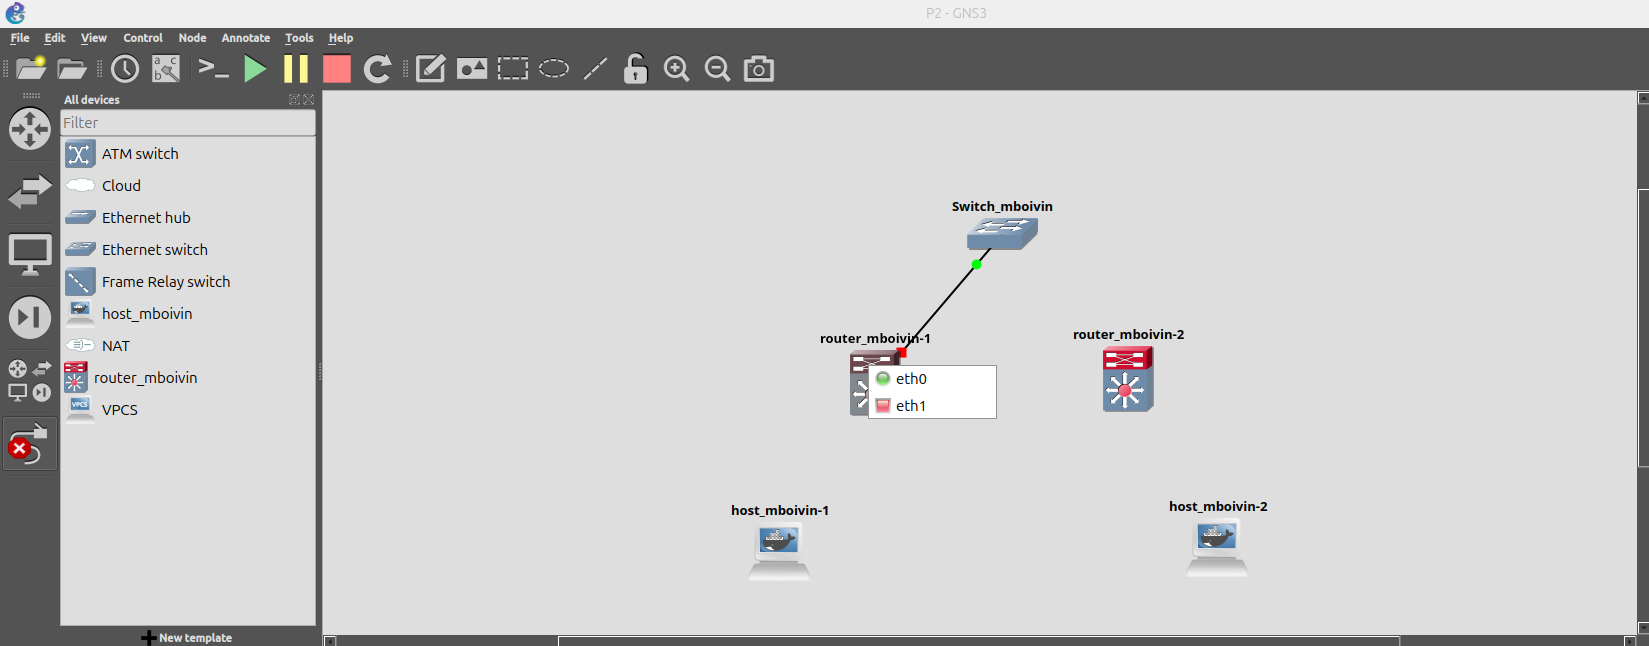 P2 - GNS3
File Edit View Control Node Annotate Tools Help
a c
b
>_
All devices
Filter
ATM switch
Cloud
Ethernet hub
Ethernet switch
Frame Relay switch
host_mboivin
NAT
router_mboivin
VPCS
VPCS
New template
Switch_mboivin
router_mboivin-1
router_mboivin-2
eth0
eth1
host_mboivin-1
host_mboivin-2